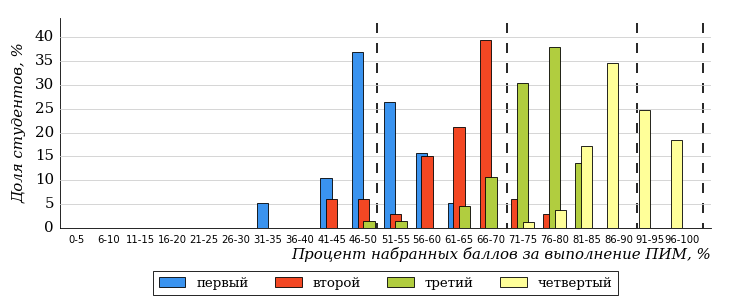 Доля студентов, %
40
35
30
25
20
15
10
5
0
0-5 6-10 11-15 16-20 21-25 26-30 31-35 36-40 41-45 46-50 51-55 56-60 61-65 66-70 71-75 76-80 81-85 86-90 91-95 96-100
Процент набранных баллов за выполнение ПИМ, %
первый второй третий четвертый